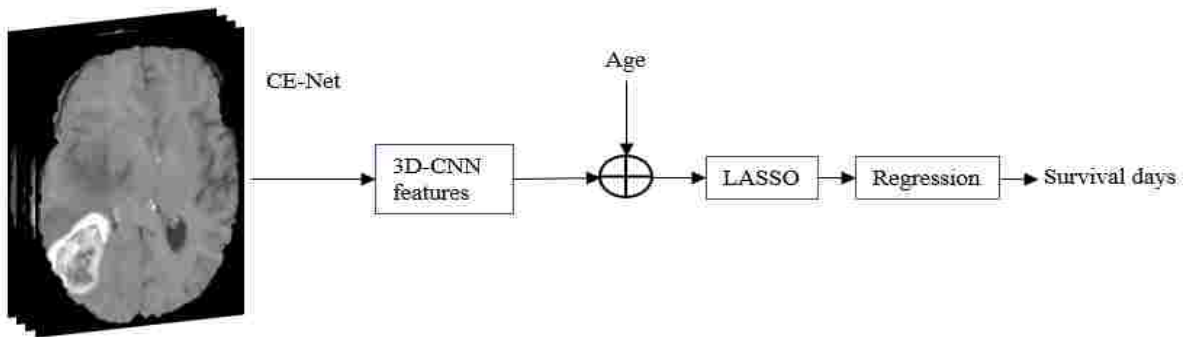 Age
CE-Net
3D-CNN
features
LASSO
Regression
Survival days